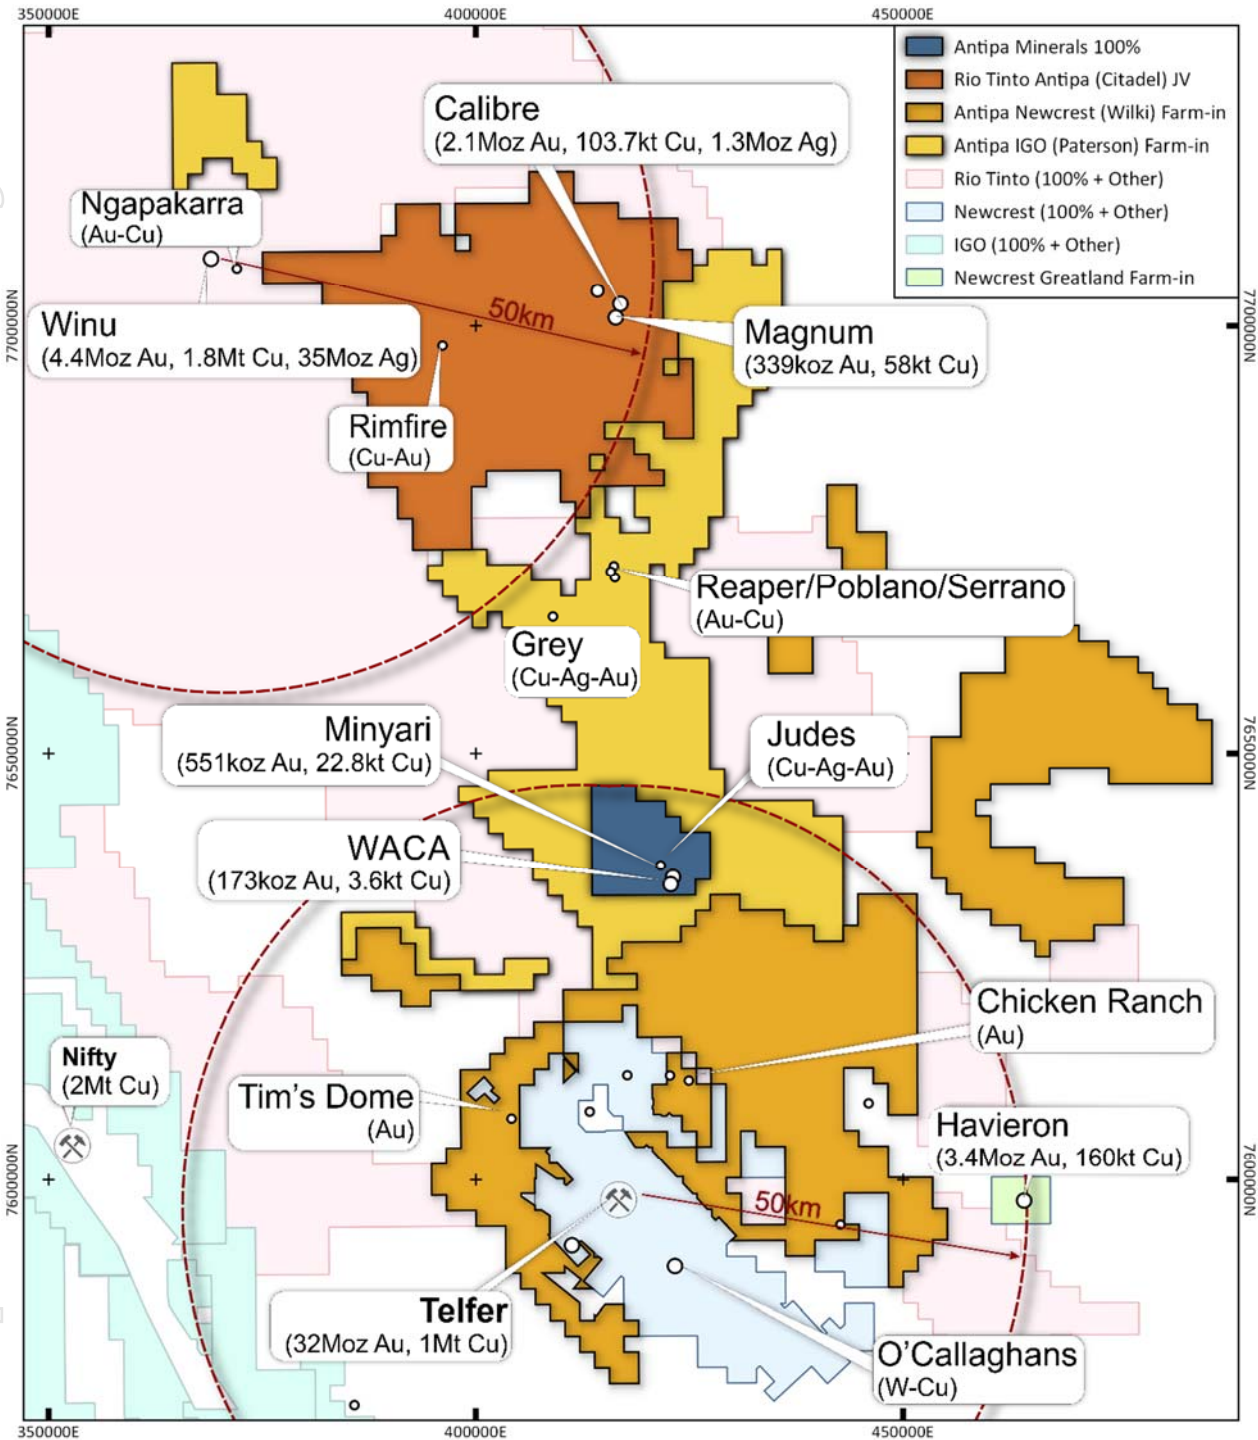 350000E
400000E
450000E
Antipa Minerals 100%
Rio Tinto Antipa (Citadel) JV
Antipa Newcrest (Wilki) Farm-in
Antipa IGO (Paterson) Farm-in
Rio Tinto (100% + Other)
Newcrest (100% + Other)
IGO (100% + Other)
Newcrest Greatland Farm-in
Calibre
(2.1Moz Au, 103.7kt Cu, 1.3Moz Ag)
Ngapakarra
(Au-Cu)
Winu
(4.4Moz Au, 1.8Mt Cu, 35Moz Ag)
50km
7700000N
7700000N
Magnum
(339koz Au, 58kt Cu)
Rimfire
(Cu-Au)
Reaper/Poblano/Serrano
(Au-Cu)
Grey
(Cu-Ag-Au)
Minyari
(551koz Au, 22.8kt Cu)
Judes
(Cu-Ag-Au)
7650000N
7650000N
WACA
(173koz Au, 3.6kt Cu)
Chicken Ranch
(Au)
Nifty
(2Mt Cu)
Tim's Dome
(Au)
Havieron
(3.4Moz Au, 160kt Cu)
7600000N
7600000N
50km
Telfer
(32Moz Au, 1Mt Cu)
O'Callaghans
(W-Cu)
350000E
400000E
450000E